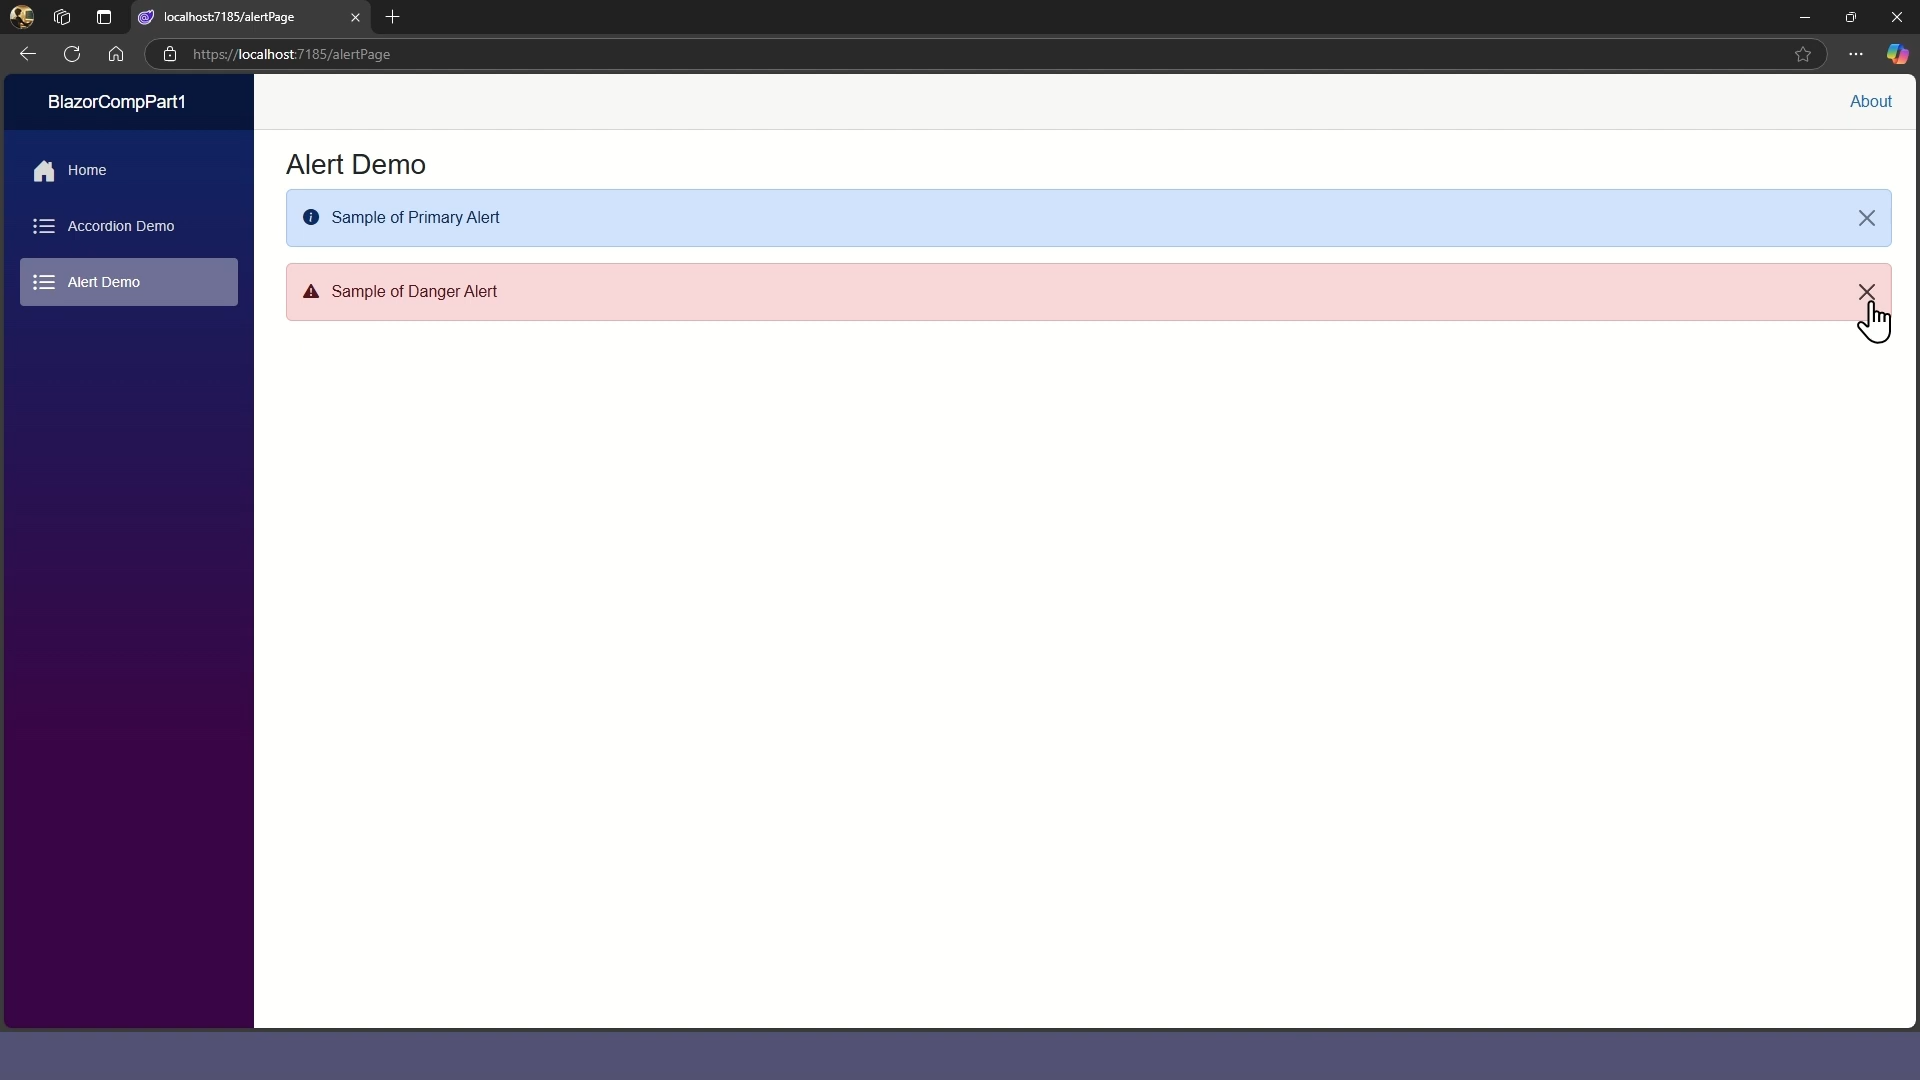 localhost:7185/alertPage
https://localhost:7185/alertPage
BlazorCompPart1
About
Home
Accordion Demo
Alert Demo
Alert Demo
Sample of Primary Alert
Sample of Danger Alert